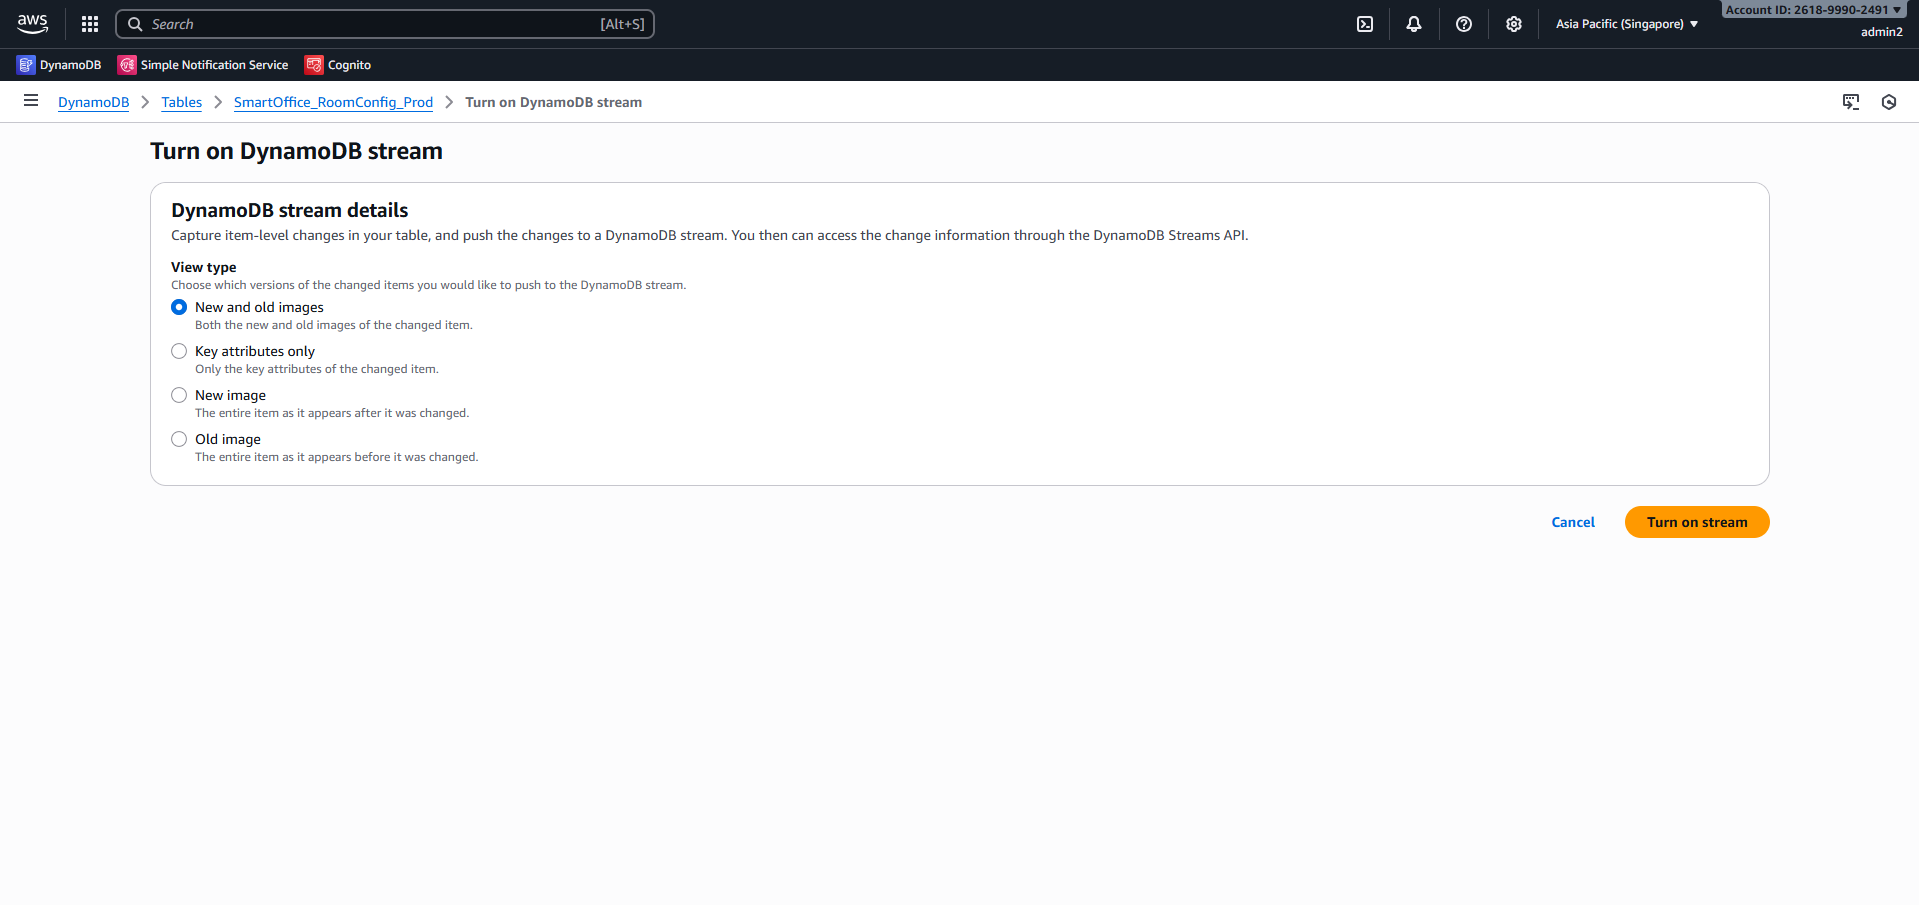 aws
Search [Alt+S]
Asia Pacific (Singapore)
Account ID: 2618-9990-2491
admin2
DynamoDB Simple Notification Service Cognito
DynamoDB Tables SmartOffice_RoomConfig_Prod Turn on DynamoDB stream
Turn on DynamoDB stream
DynamoDB stream details
Capture item-level changes in your table, and push the changes to a DynamoDB stream. You then can access the change information through the DynamoDB Streams API.
View type
Choose which versions of the changed items you would like to push to the DynamoDB stream.
New and old images
Both the new and old images of the changed item.
Key attributes only
Only the key attributes of the changed item.
New image
The entire item as it appears after it was changed.
Old image
The entire item as it appears before it was changed.
Cancel Turn on stream